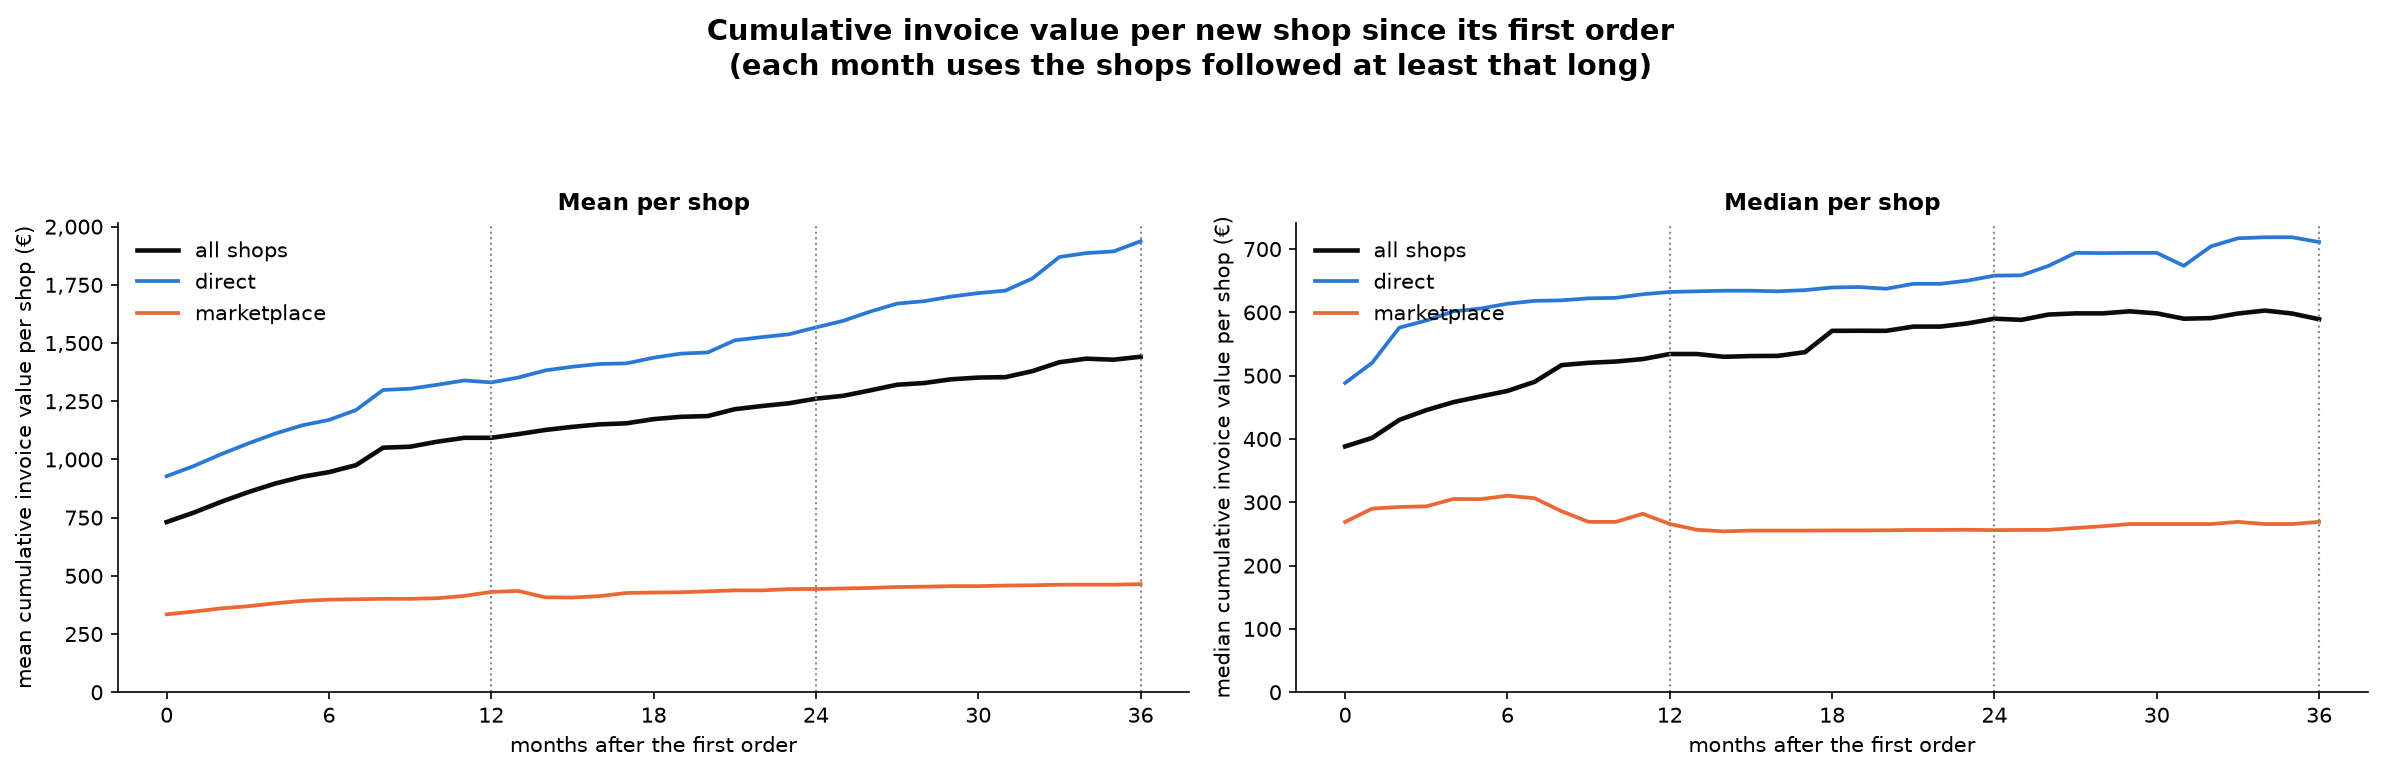 Cumulative invoice value per new shop since its first order
(each month uses the shops followed at least that long)
Mean per shop
mean cumulative invoice value per shop (€)
2,000
1,750
1,500
1,250
1,000
750
500
250
0
all shops
direct
marketplace
0 6 12 18 24 30 36
months after the first order
Median per shop
median cumulative invoice value per shop (€)
700
600
500
400
300
200
100
0
all shops
direct
marketplace
0 6 12 18 24 30 36
months after the first order